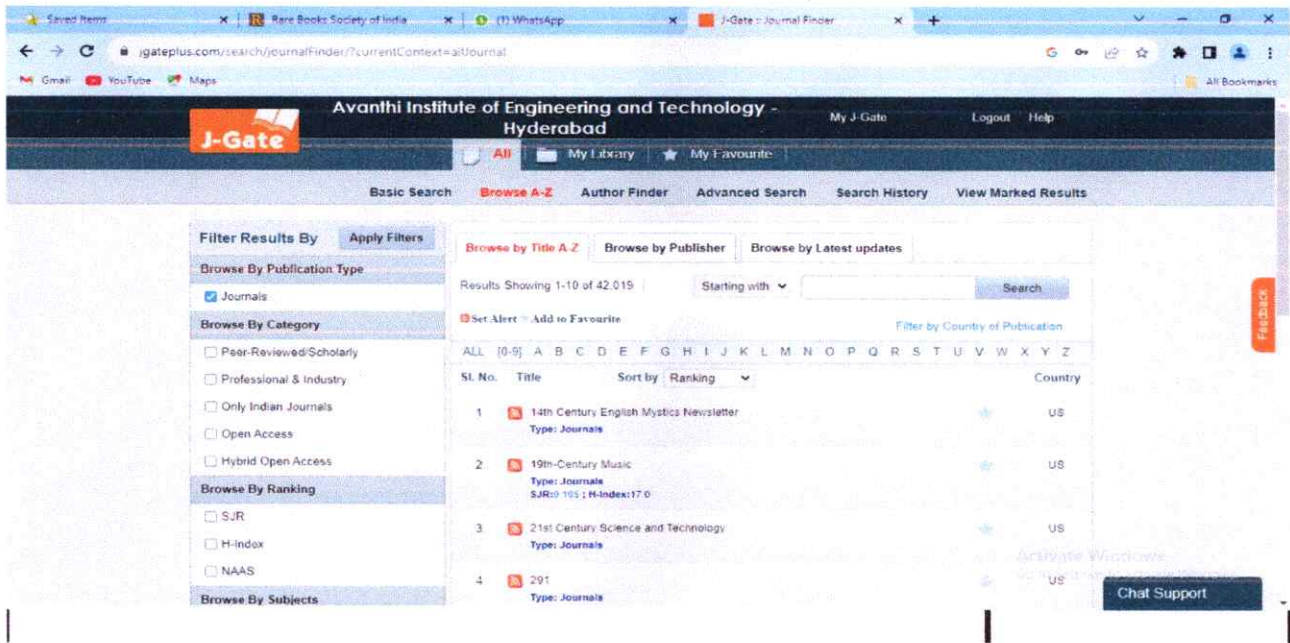 Saved Items
Rare Books Society of India
(1) WhatsApp
J-Gate :: Journal Finder
jgateplus.com/search/journalFinder/?currentContext=allJournal
Gmail YouTube Maps
All Bookmarks
J-Gate
Avanthi Institute of Engineering and Technology -
Hyderabad
My J-Gate Logout Help
All My Library My Favourite
Basic Search Browse A-Z Author Finder Advanced Search Search History View Marked Results
Filter Results By Apply Filters
Browse By Publication Type
Journals
Browse By Category
Peer-Reviewed/Scholarly
Professional & Industry
Only Indian Journals
Open Access
Hybrid Open Access
Browse By Ranking
SJR
H-Index
NAAS
Browse By Subjects
Browse by Title A-Z Browse by Publisher Browse by Latest updates
Results Showing 1-10 of 42,019 Starting with Search
Set Alert Add to Favourite
Filter by Country of Publication
ALL [0-9] A B C D E F G H I J K L M N O P Q R S T U V W X Y Z
Sl. No. Title Sort by Ranking Country
1 14th Century English Mystics Newsletter US
Type: Journals
2 19th-Century Music US
Type: Journals
SJR:0.105 ; H-Index:17.0
3 21st Century Science and Technology US
Type: Journals
4 291 US
Type: Journals
Feedback
Activate Windows
Chat Support